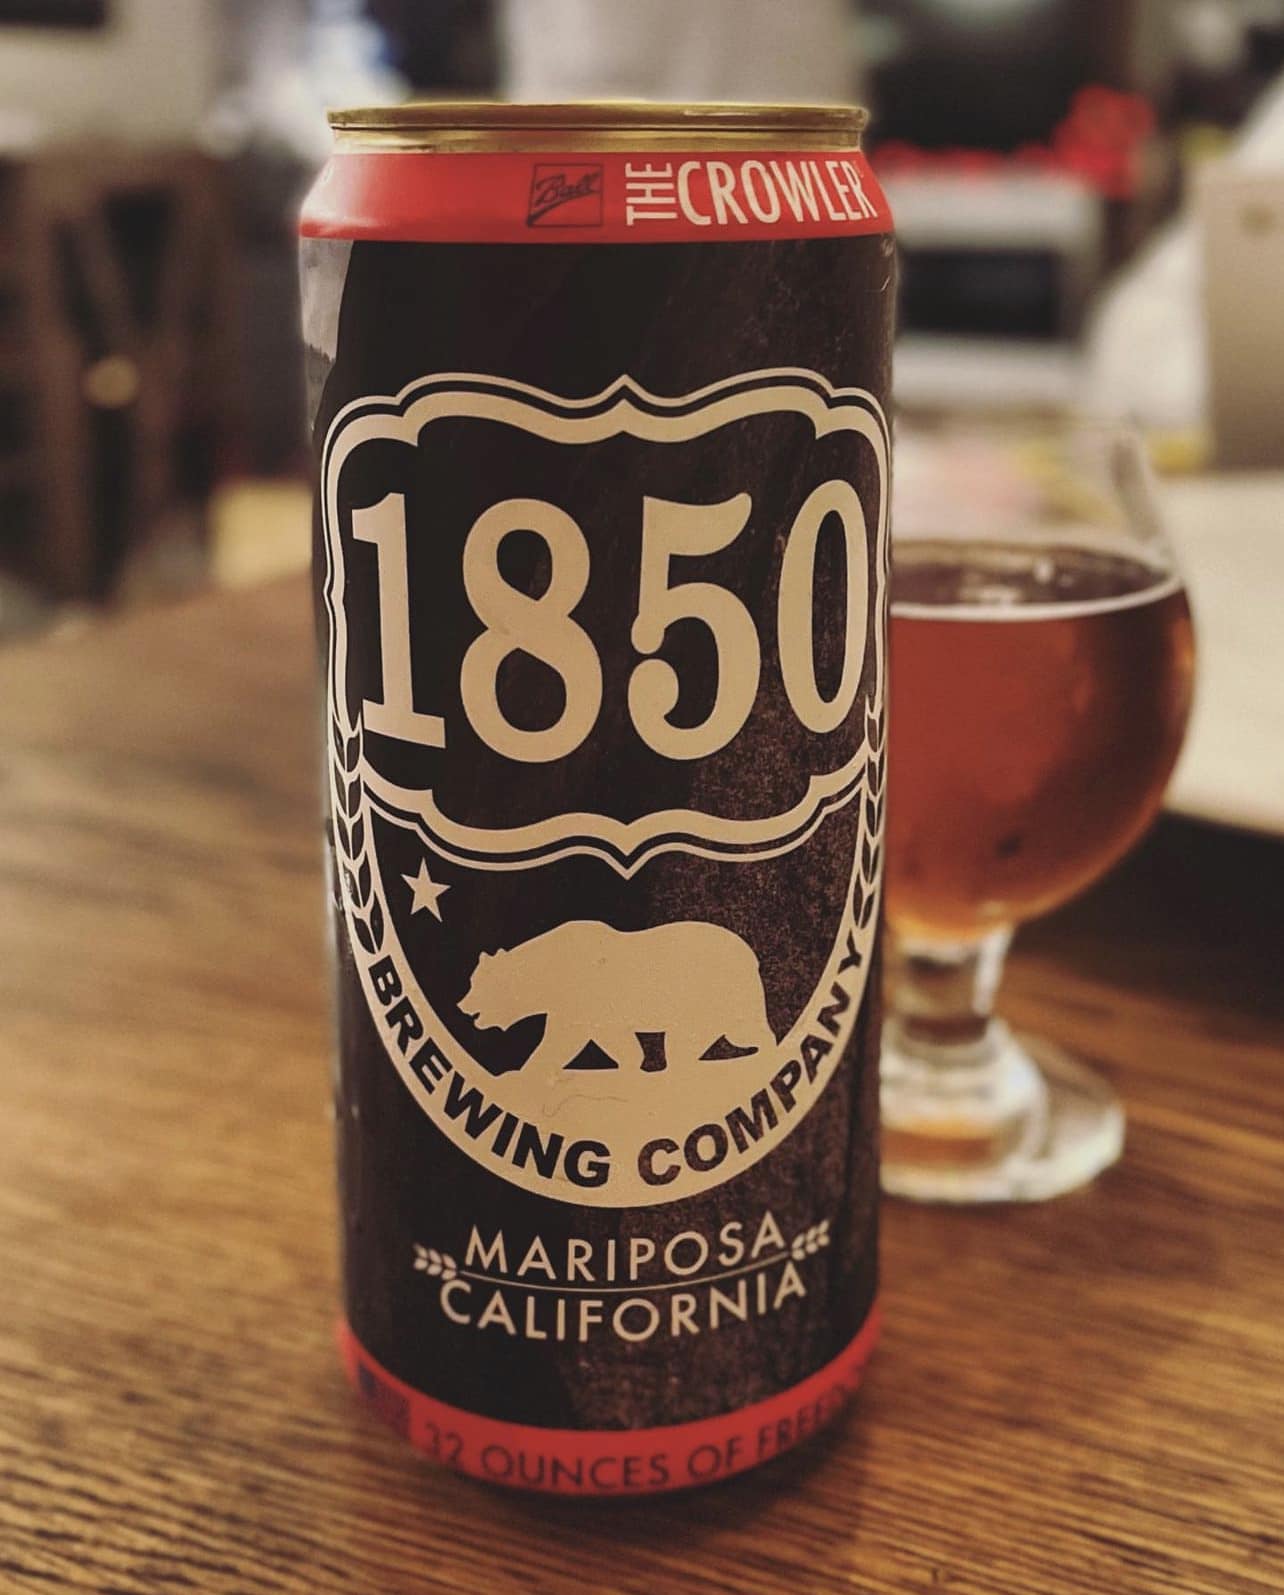 Ball THE CROWLER
1850
BREWING COMPANY
MARIPOSA
CALIFORNIA
32 OUNCES OF